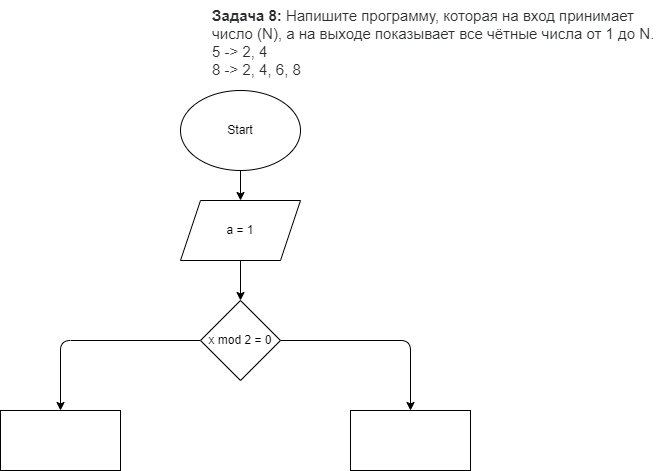 Задача 8: Напишите программу, которая на вход принимает
число (N), а на выходе показывает все чётные числа от 1 до N.
5 -> 2, 4
8 -> 2, 4, 6, 8
Start
a = 1
x mod 2 = 0